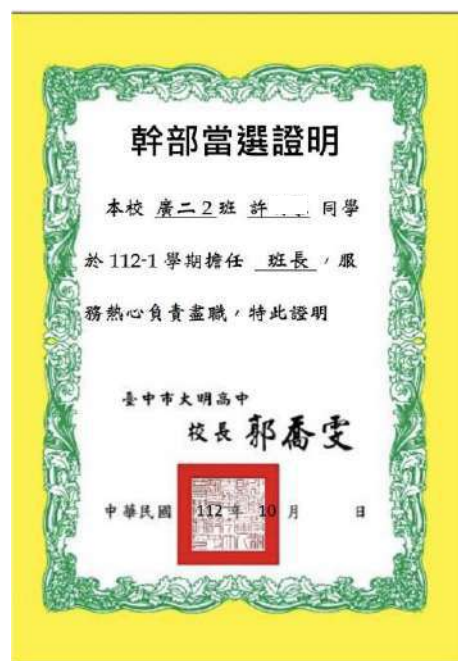 幹部當選證明
本校 廣二2班 許 同學
於 112-1 學期擔任 班長,服
務熱心負責盡職,特此證明
臺中市大明高中
校長 郭喬雯
中華民國 112 年 10 月 日